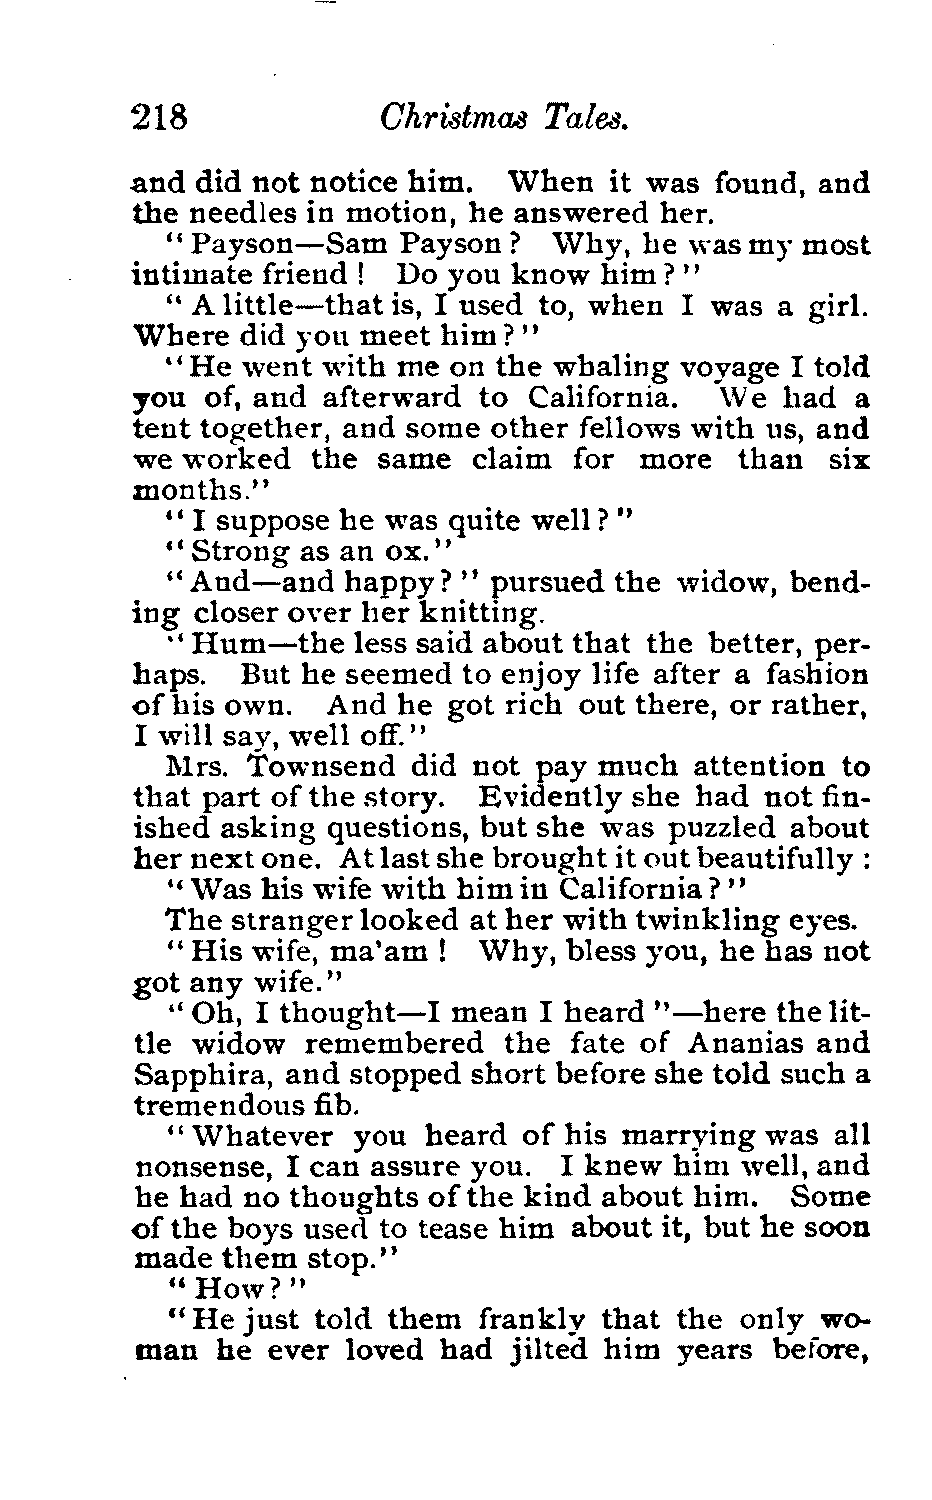 218 Christmas Tales.
and did not notice him. When it was found, and
the needles in motion, he answered her.
"Payson—Sam Payson? Why, he was my most
intimate friend! Do you know him?"
"A little—that is, I used to, when I was a girl.
Where did you meet him?"
"He went with me on the whaling voyage I told
you of, and afterward to California. We had a
tent together, and some other fellows with us, and
we worked the same claim for more than six
months."
"I suppose he was quite well?"
"Strong as an ox."
"And—and happy?" pursued the widow, bend-
ing closer over her knitting.
"Hum—the less said about that the better, per-
haps. But he seemed to enjoy life after a fashion
of his own. And he got rich out there, or rather,
I will say, well off."
Mrs. Townsend did not pay much attention to
that part of the story. Evidently she had not fin-
ished asking questions, but she was puzzled about
her next one. At last she brought it out beautifully:
"Was his wife with him in California?"
The stranger looked at her with twinkling eyes.
"His wife, ma'am! Why, bless you, he has not
got any wife."
"Oh, I thought—I mean I heard"—here the lit-
tle widow remembered the fate of Ananias and
Sapphira, and stopped short before she told such a
tremendous fib.
"Whatever you heard of his marrying was all
nonsense, I can assure you. I knew him well, and
he had no thoughts of the kind about him. Some
of the boys used to tease him about it, but he soon
made them stop."
"How?"
"He just told them frankly that the only wo-
man he ever loved had jilted him years before,